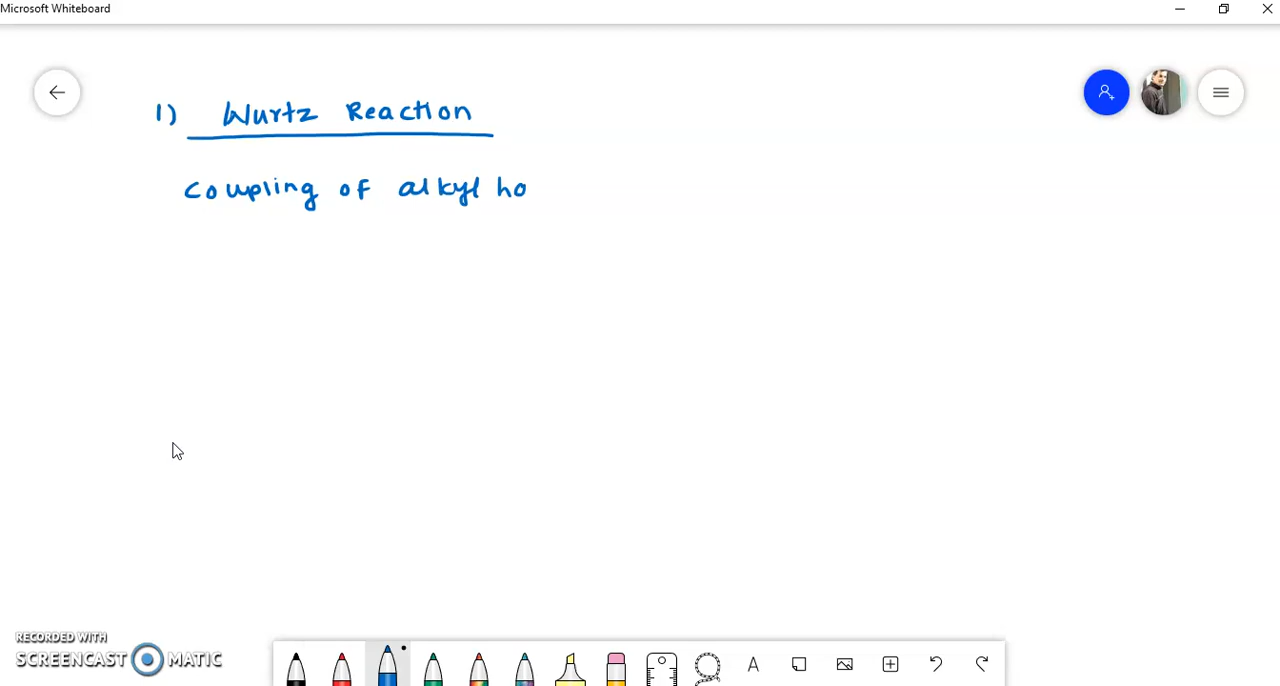 Microsoft Whiteboard
1) Wurtz Reaction
coupling of alkyl ha
A
RECORDED WITH
SCREENCAST MATIC